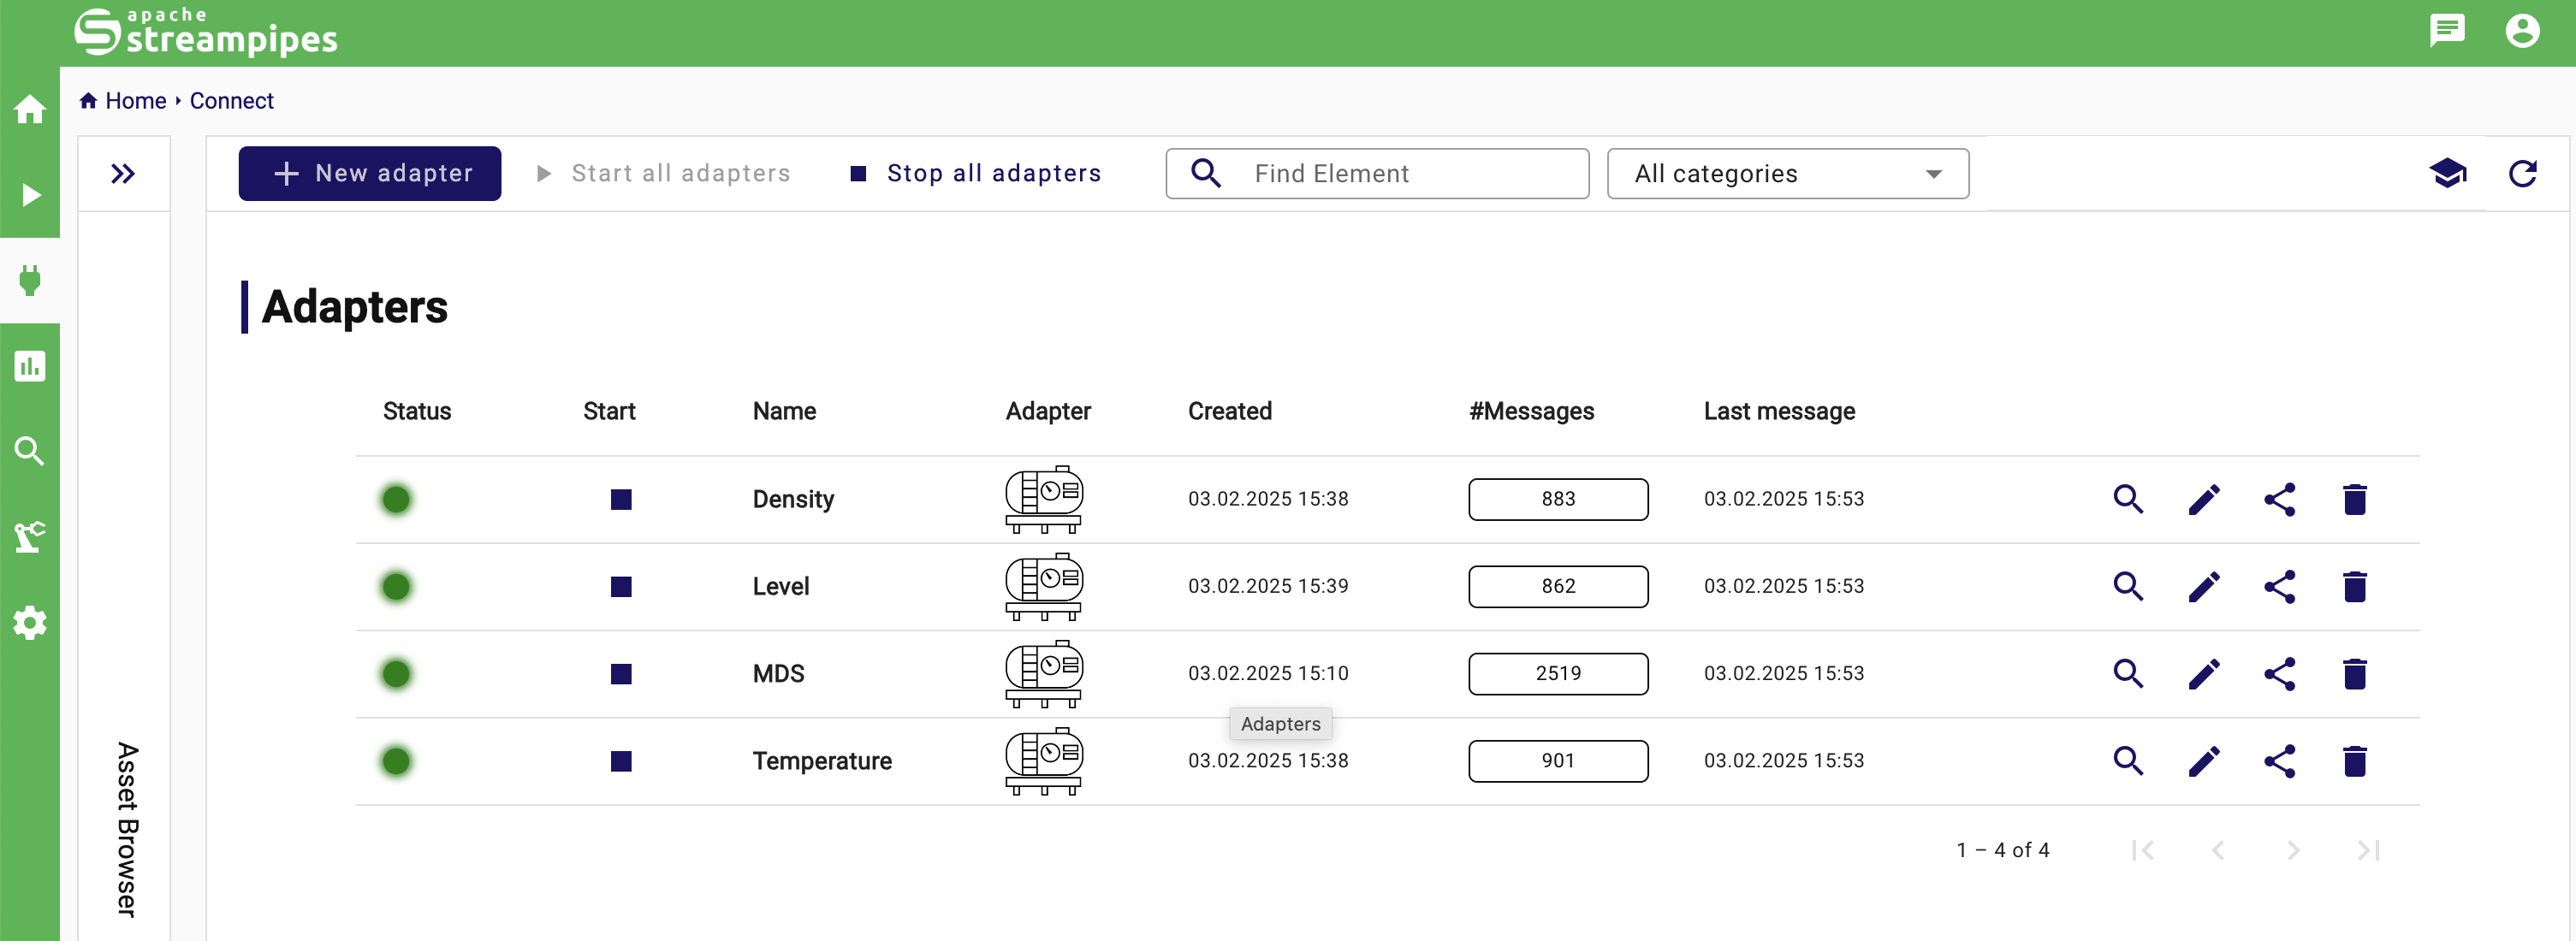 apache
streampipes
Home Connect
New adapter Start all adapters Stop all adapters Find Element All categories
Adapters
Status Start Name Adapter Created #Messages Last message
Density 03.02.2025 15:38 883 03.02.2025 15:53
Level 03.02.2025 15:39 862 03.02.2025 15:53
MDS 03.02.2025 15:10 2519 03.02.2025 15:53
Adapters
Temperature 03.02.2025 15:38 901 03.02.2025 15:53
1 – 4 of 4
Asset Browser